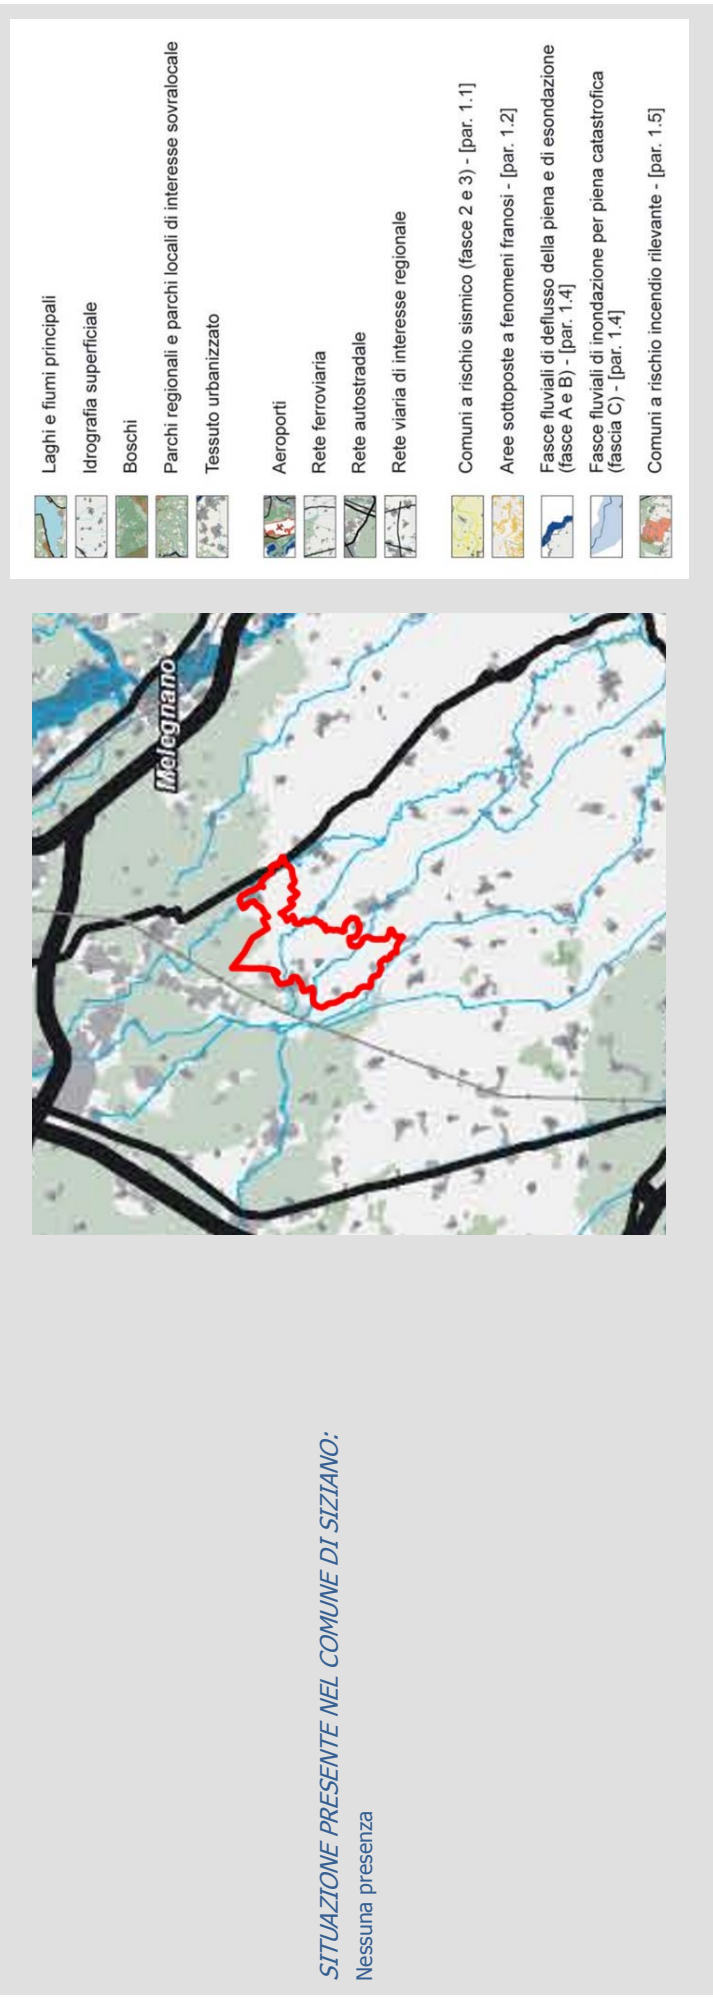 SITUAZIONE PRESENTE NEL COMUNE DI SIZIANO:
Nessuna presenza
Melegnano
Laghi e fiumi principali
Idrografia superficiale
Boschi
Parchi regionali e parchi locali di interesse sovralocale
Tessuto urbanizzato
Aeroporti
Rete ferroviaria
Rete autostradale
Rete viaria di interesse regionale
Comuni a rischio sismico (fasce 2 e 3) - [par. 1.1]
Aree sottoposte a fenomeni franosi - [par. 1.2]
Fasce fluviali di deflusso della piena e di esondazione
(fasce A e B) - [par. 1.4]
Fasce fluviali di inondazione per piena catastrofica
(fascia C) - [par. 1.4]
Comuni a rischio incendio rilevante - [par. 1.5]